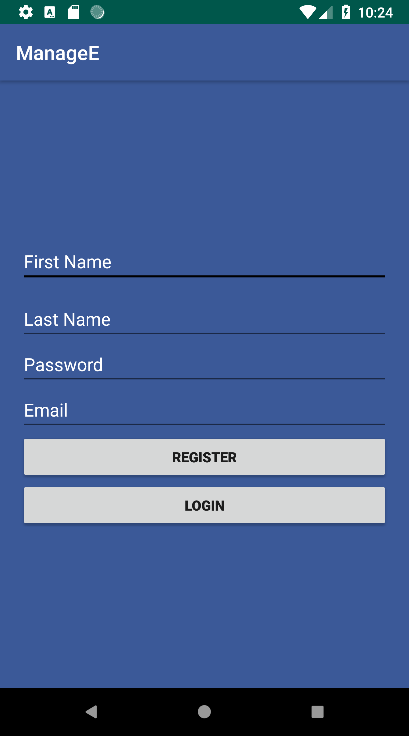 10:24
ManageE
First Name
Last Name
Password
Email
REGISTER
LOGIN